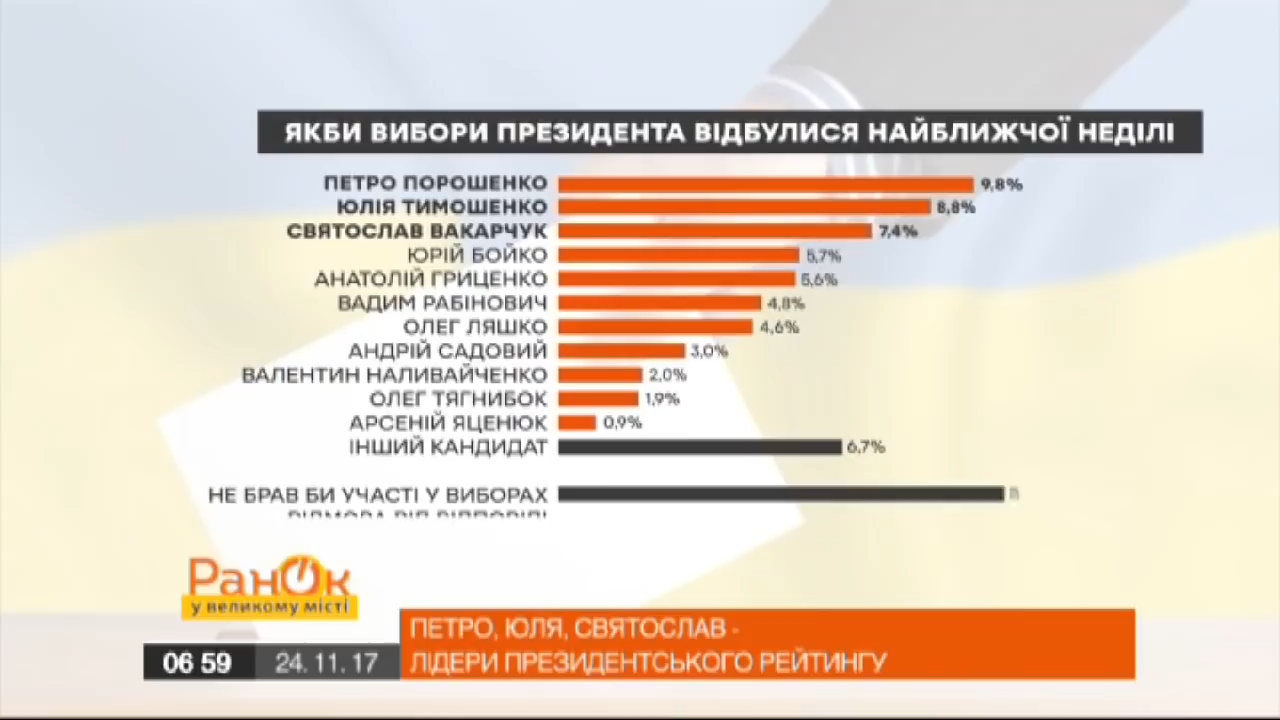 ЯКБИ ВИБОРИ ПРЕЗИДЕНТА ВІДБУЛИСЯ НАЙБЛИЖЧОЇ НЕДІЛІ
ПЕТРО ПОРОШЕНКО 9,8%
ЮЛІЯ ТИМОШЕНКО 8,8%
СВЯТОСЛАВ ВАКАРЧУК 7,4%
ЮРІЙ БОЙКО 5,7%
АНАТОЛІЙ ГРИЦЕНКО 5,6%
ВАДИМ РАБІНОВИЧ 4,8%
ОЛЕГ ЛЯШКО 4,6%
АНДРІЙ САДОВИЙ 3,0%
ВАЛЕНТИН НАЛИВАЙЧЕНКО 2,0%
ОЛЕГ ТЯГНИБОК 1,9%
АРСЕНІЙ ЯЦЕНЮК 0,9%
ІНШИЙ КАНДИДАТ 6,7%
НЕ БРАВ БИ УЧАСТІ У ВИБОРАХ
ВІДМОВА ВІД ВІДПОВІДІ
РанОк
у великому місті
ПЕТРО, ЮЛЯ, СВЯТОСЛАВ -
ЛІДЕРИ ПРЕЗИДЕНТСЬКОГО РЕЙТИНГУ
06 59 24. 11. 17